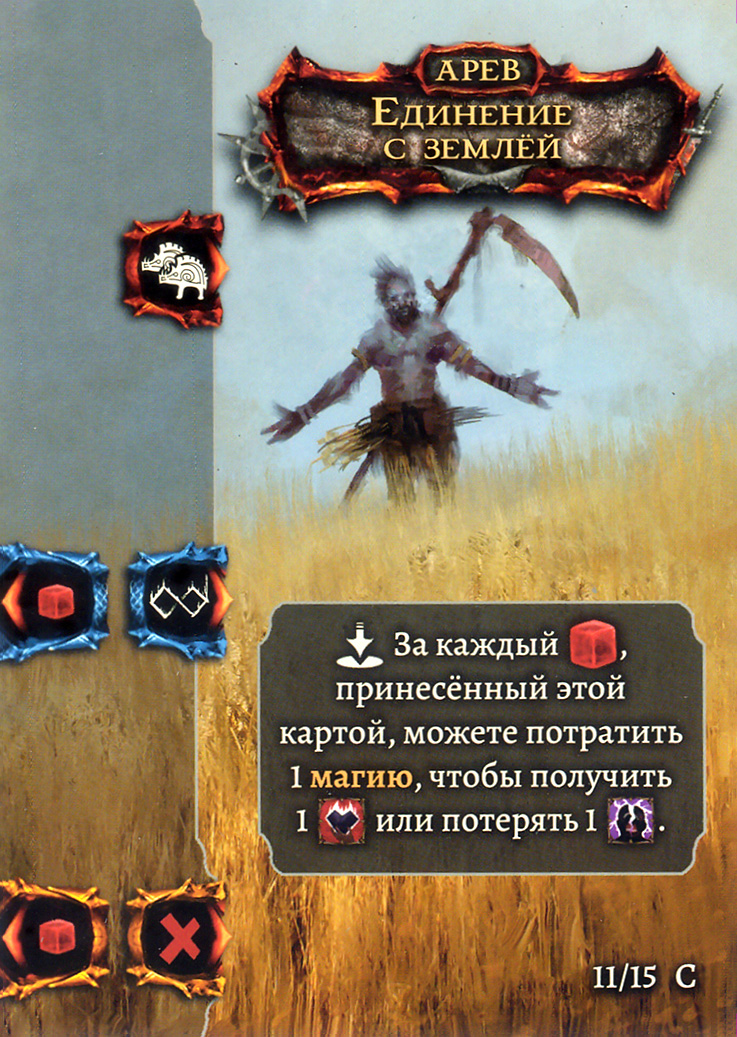 АРЕВ
ЕДИНЕНИЕ
С ЗЕМЛЁЙ
За каждый ,
принесённый этой
картой, можете потратить
1 магию, чтобы получить
1 или потерять 1 .
11/15 C